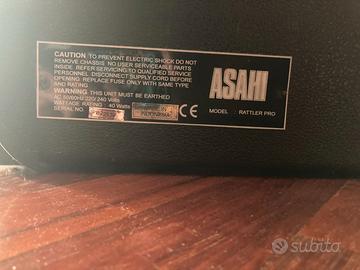 CAUTION TO PREVENT ELECTRIC SHOCK DO NOT
REMOVE CHASSIS NO USER SERVICEABLE PARTS
INSIDE REFER SERVICING TO QUALIFIED SERVICE
PERSONNEL DISCONNECT SUPPLY CORD BEFORE
OPENING REPLACE FUSE ONLY WITH SAME TYPE
AND RATING
WARNING THIS UNIT MUST BE EARTHED
AC 50/60HZ 220/240 Volts
WATTAGE RATING 40 Watts
SERIAL NO
CE
ASAHI
MODEL : RATTLER PRO
subito